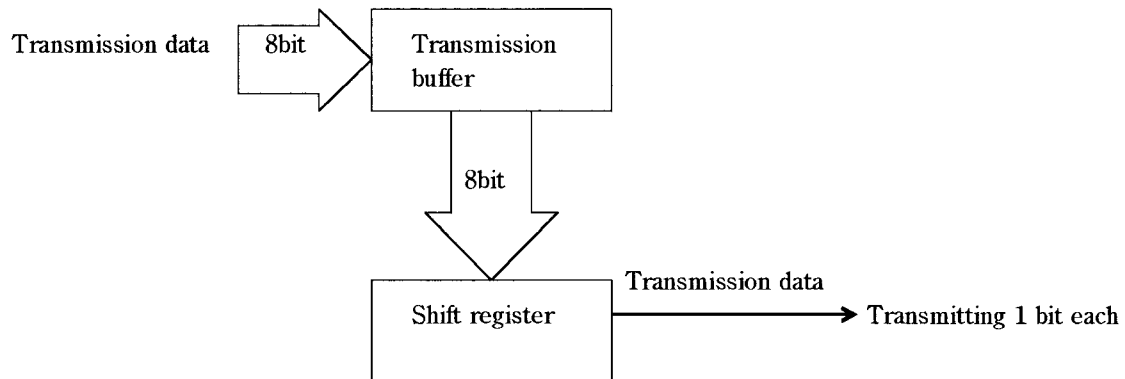 Transmission data
8bit
Transmission
buffer
8bit
Shift register
Transmission data
Transmitting 1 bit each